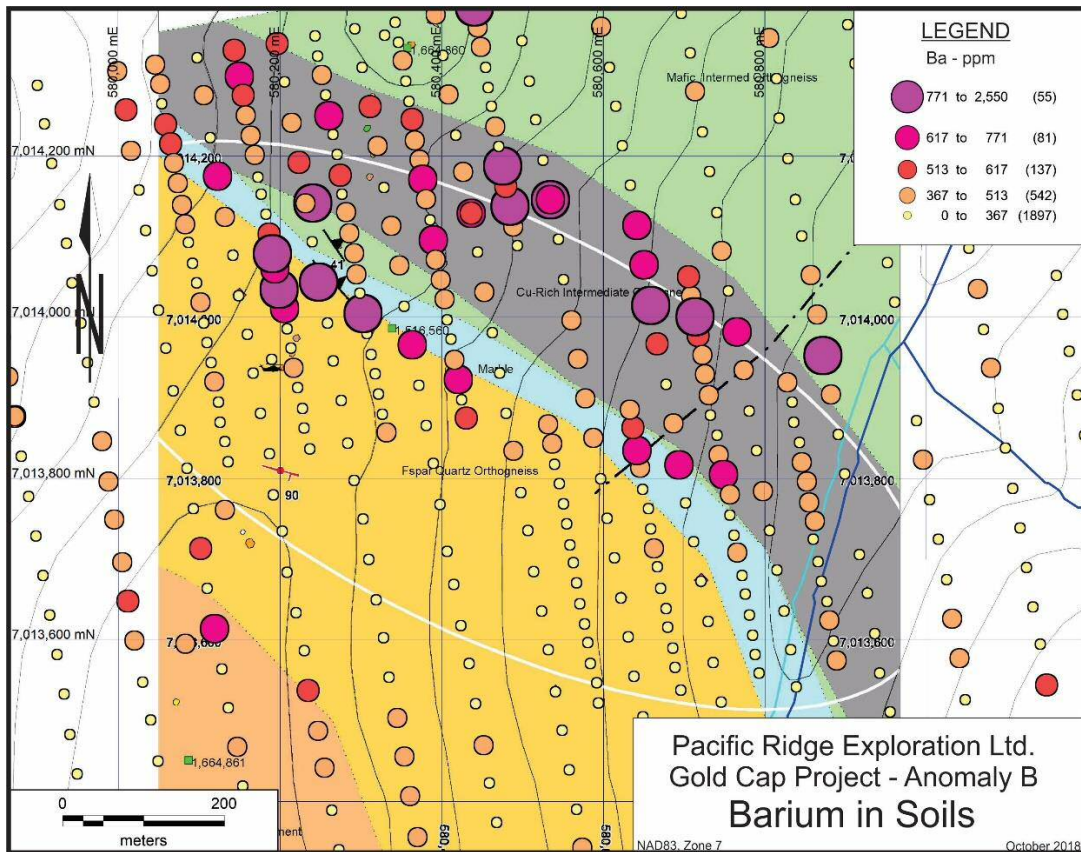 LEGEND
Ba - ppm
771 to 2,550 (55)
617 to 771 (81)
513 to 617 (137)
367 to 513 (542)
0 to 367 (1897)
580,000 mE
580,200 mE
580,400 mE
580,600 mE
580,800 mE
1,664,860
Mafic Intermed Orthogneiss
7,014,200 mN
41
Cu-Rich Intermediate
7,014,000 mN
7,014,000
1,516,560
Marble
Fspar Quartz Orthogneiss
7,013,800 mN
7,013,800
7,013,800
90
N
7,013,600 mN
7,013,600
1,664,861
0 200
meters
Pacific Ridge Exploration Ltd.
Gold Cap Project - Anomaly B
Barium in Soils
NAD83, Zone 7
October 2018